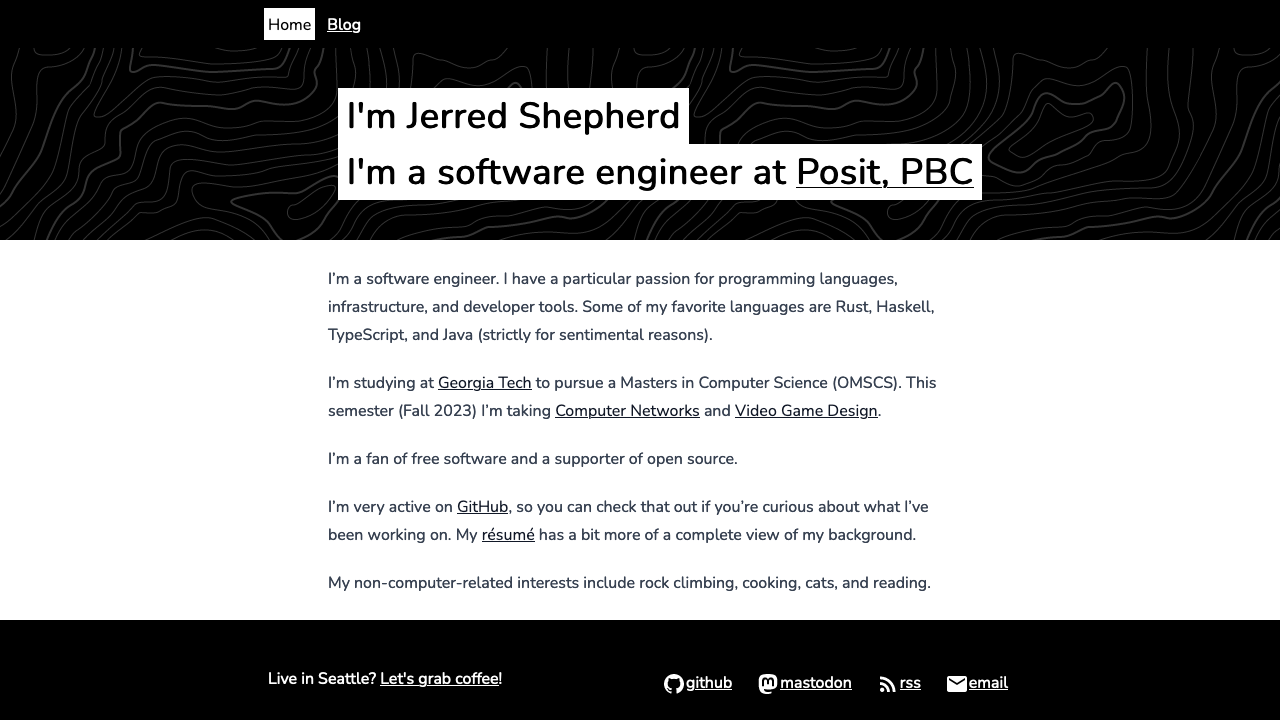 Home Blog
I'm Jerred Shepherd
I'm a software engineer at Posit, PBC
I'm a software engineer. I have a particular passion for programming languages,
infrastructure, and developer tools. Some of my favorite languages are Rust, Haskell,
TypeScript, and Java (strictly for sentimental reasons).
I'm studying at Georgia Tech to pursue a Masters in Computer Science (OMSCS). This
semester (Fall 2023) I'm taking Computer Networks and Video Game Design.
I'm a fan of free software and a supporter of open source.
I'm very active on GitHub, so you can check that out if you're curious about what I've
been working on. My résumé has a bit more of a complete view of my background.
My non-computer-related interests include rock climbing, cooking, cats, and reading.
Live in Seattle? Let's grab coffee! github mastodon rss email